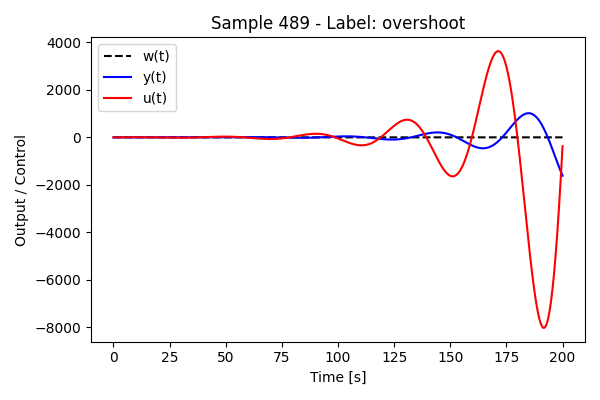 Sample 489 - Label: overshoot
4000
2000
0
−2000
−4000
−6000
−8000
w(t)
y(t)
u(t)
Output / Control
0 25 50 75 100 125 150 175 200
Time [s]